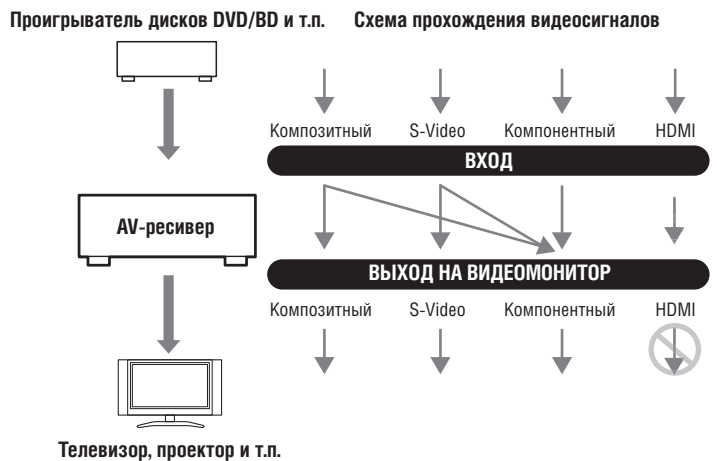 Проигрыватель дисков DVD/BD и т.п.
Схема прохождения видеосигналов
Композитный S-Video Компонентный HDMI
ВХОД
AV-ресивер
ВЫХОД НА ВИДЕОМОНИТОР
Композитный S-Video Компонентный HDMI
Телевизор, проектор и т.п.